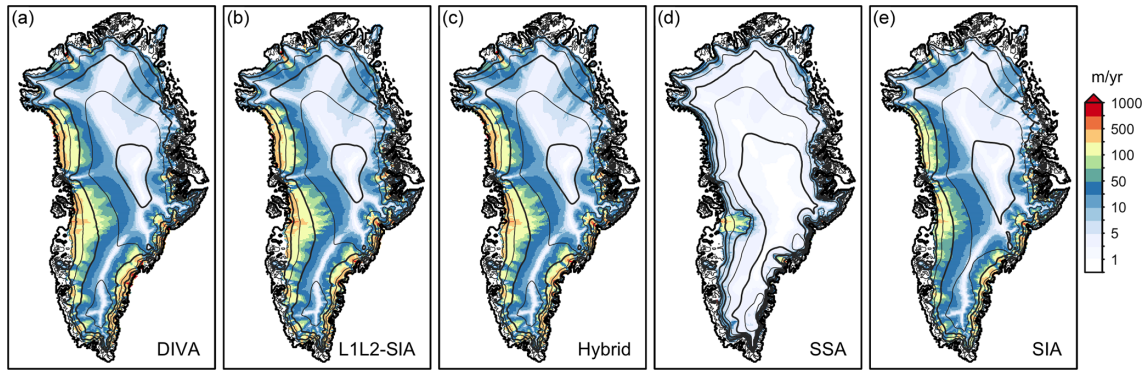 (a)
DIVA
(b)
L1L2-SIA
(c)
Hybrid
(d)
SSA
(e)
SIA
m/yr
1000
500
100
50
10
5
1